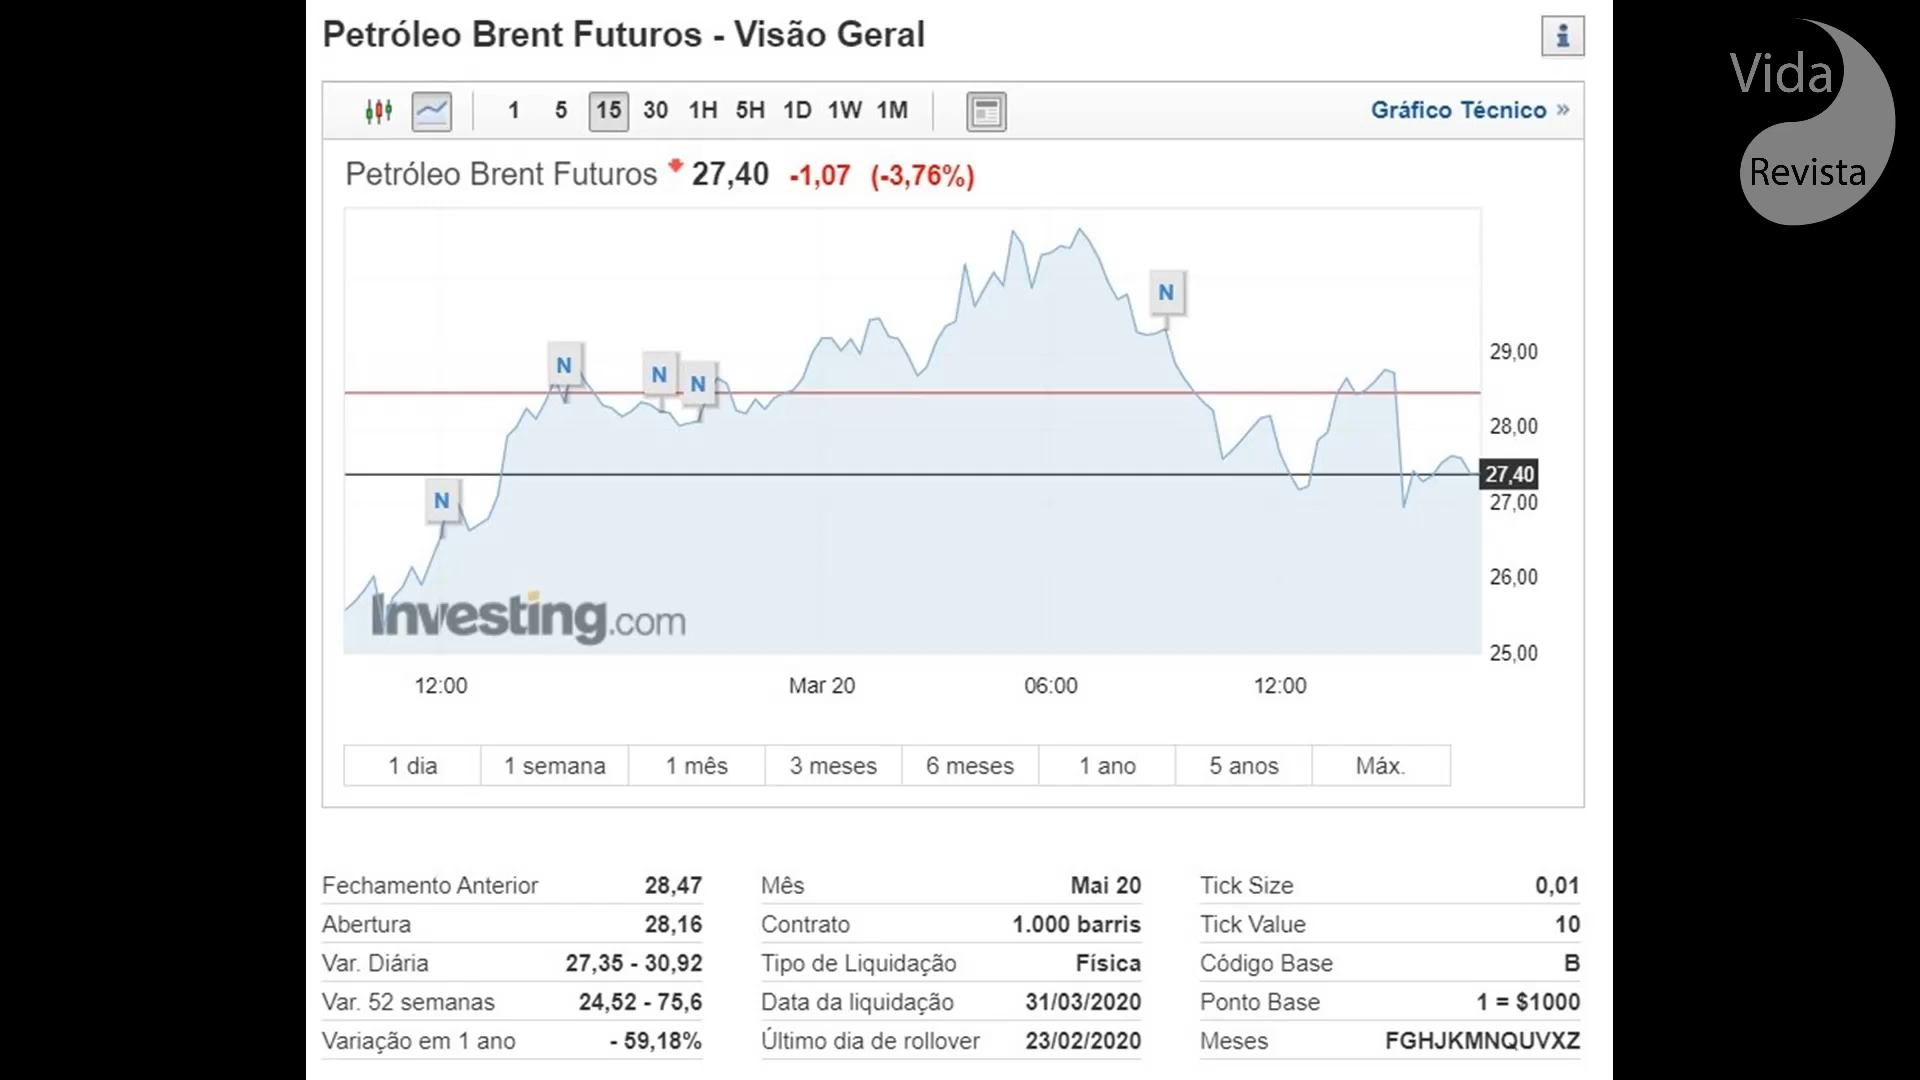 Petróleo Brent Futuros - Visão Geral
Vida
Revista
1 5 15 30 1H 5H 1D 1W 1M
Gráfico Técnico »
Petróleo Brent Futuros 27,40 -1,07 (-3,76%)
N
N
N
N
N
29,00
28,00
27,40
27,00
26,00
25,00
Investing.com
12:00 Mar 20 06:00 12:00
1 dia 1 semana 1 mês 3 meses 6 meses 1 ano 5 anos Máx.
Fechamento Anterior 28,47
Abertura 28,16
Var. Diária 27,35 - 30,92
Var. 52 semanas 24,52 - 75,6
Variação em 1 ano - 59,18%
Mês Mai 20
Contrato 1.000 barris
Tipo de Liquidação Física
Data da liquidação 31/03/2020
Último dia de rollover 23/02/2020
Tick Size 0,01
Tick Value 10
Código Base B
Ponto Base 1 = $1000
Meses FGHJKMNQUVXZ